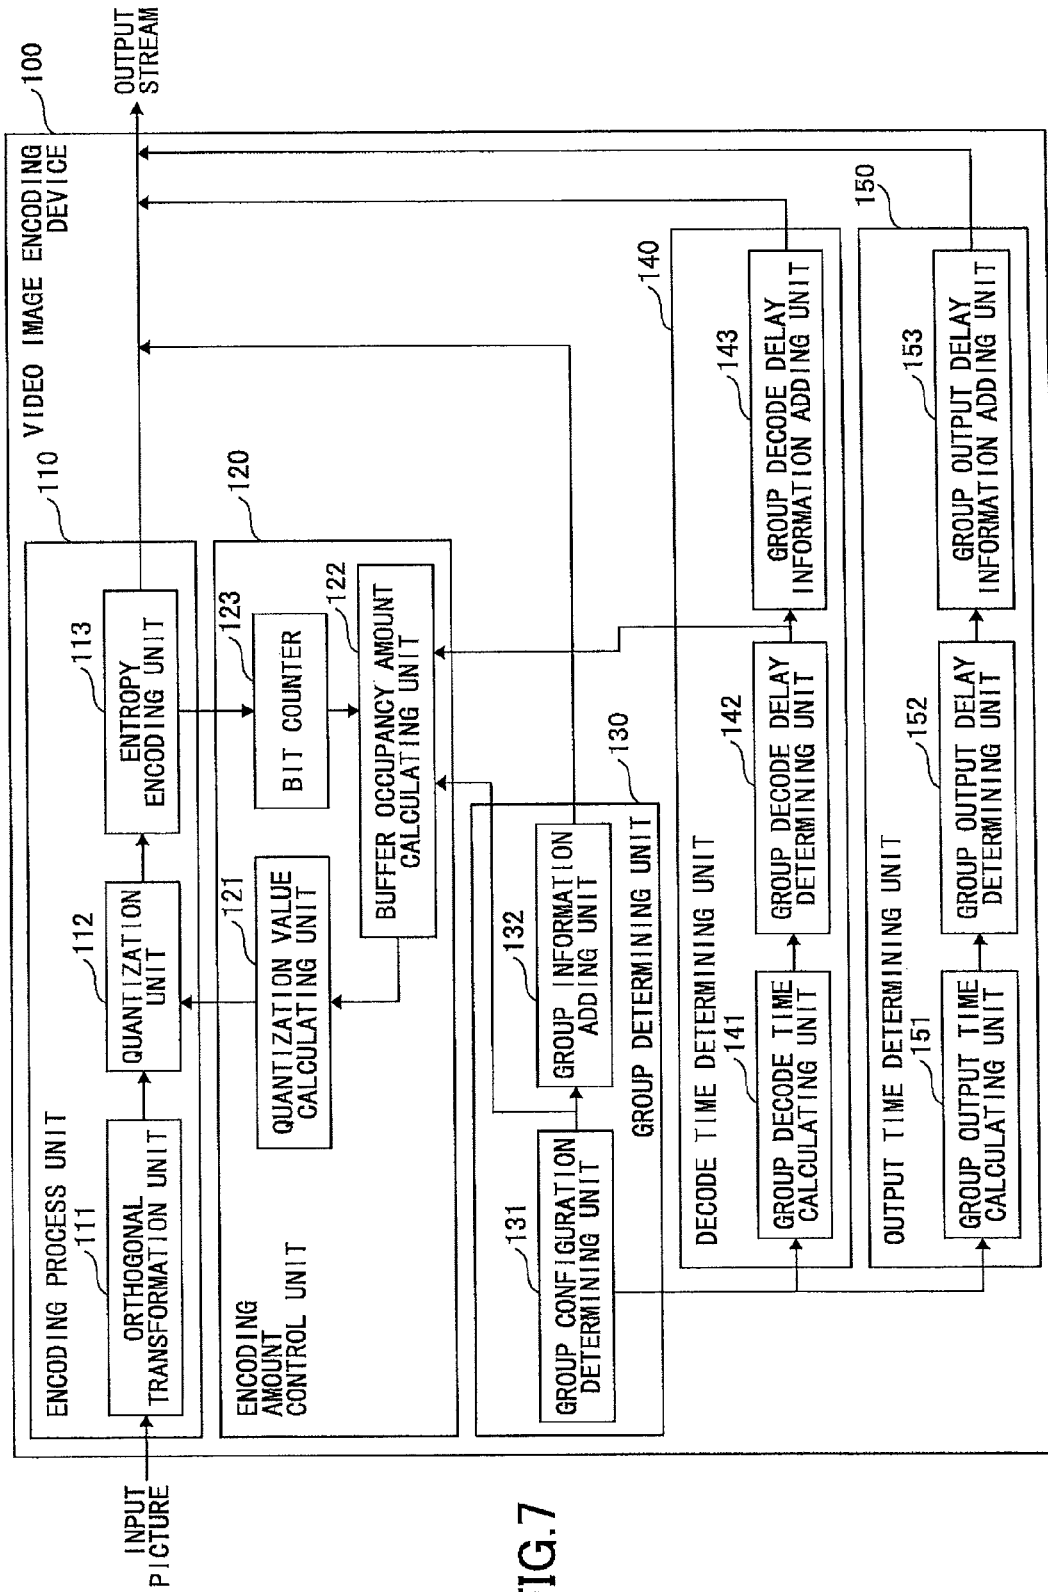 VIDEO IMAGE ENCODING
DEVICE
100
OUTPUT
STREAM
INPUT
PICTURE
ENCODING PROCESS UNIT
110
111
ORTHOGONAL
TRANSFORMATION UNIT
112
QUANTIZATION
UNIT
113
ENTROPY
ENCODING UNIT
ENCODING
AMOUNT
CONTROL UNIT
120
121
QUANTIZATION VALUE
CALCULATING UNIT
123
BIT COUNTER
122
BUFFER OCCUPANCY AMOUNT
CALCULATING UNIT
130
131
GROUP CONFIGURATION
DETERMINING UNIT
132
GROUP INFORMATION
ADDING UNIT
GROUP DETERMINING UNIT
DECODE TIME DETERMINING UNIT
140
141
GROUP DECODE TIME
CALCULATING UNIT
142
GROUP DECODE DELAY
DETERMINING UNIT
143
GROUP DECODE DELAY
INFORMATION ADDING UNIT
OUTPUT TIME DETERMINING UNIT
150
151
GROUP OUTPUT TIME
CALCULATING UNIT
152
GROUP OUTPUT DELAY
DETERMINING UNIT
153
GROUP OUTPUT DELAY
INFORMATION ADDING UNIT
FIG.7